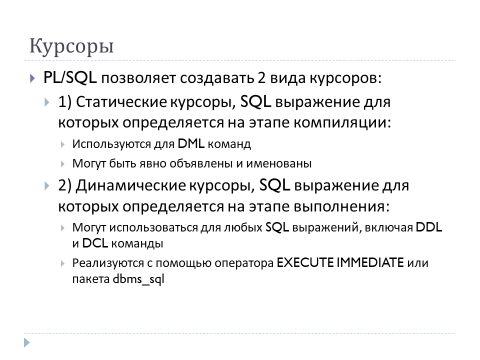 Курсоры
PL/SQL позволяет создавать 2 вида курсоров:
1) Статические курсоры, SQL выражение для
которых определяется на этапе компиляции:
Используются для DML команд
Могут быть явно объявлены и именованы
2) Динамические курсоры, SQL выражение для
которых определяется на этапе выполнения:
Могут использоваться для любых SQL выражений, включая DDL
и DCL команды
Реализуются с помощью оператора EXECUTE IMMEDIATE или
пакета dbms_sql